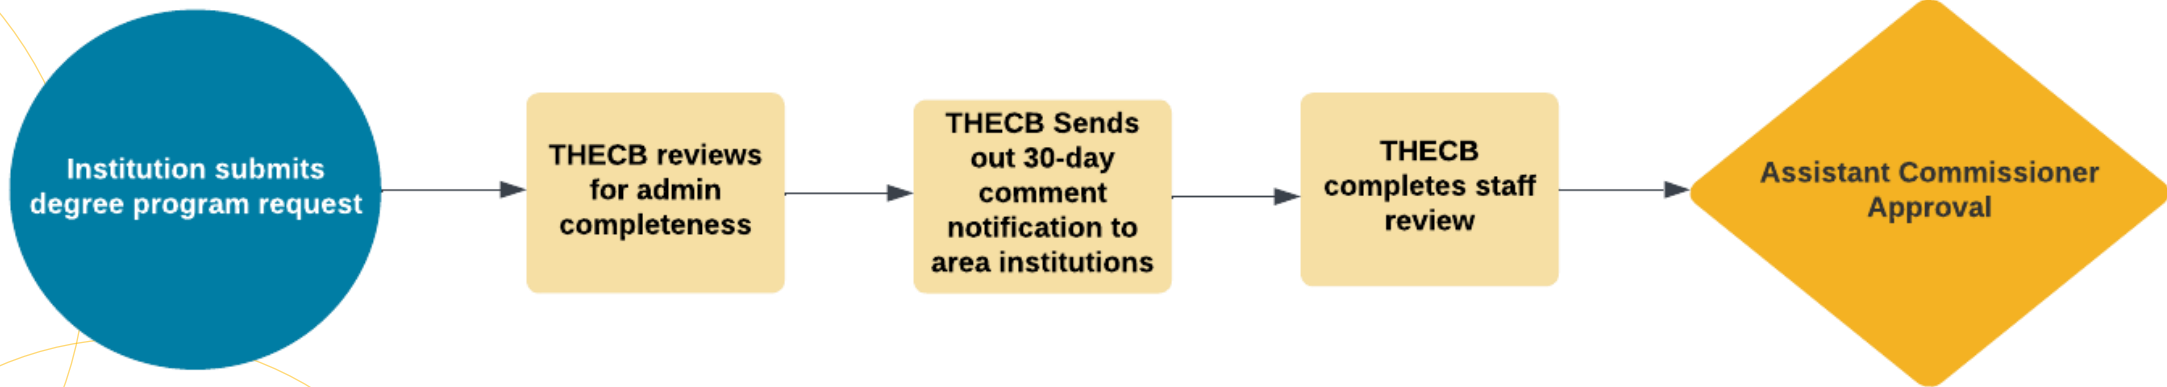 Institution submits
degree program request
THECB reviews
for admin
completeness
THECB Sends
out 30-day
comment
notification to
area institutions
THECB
completes staff
review
Assistant Commissioner
Approval